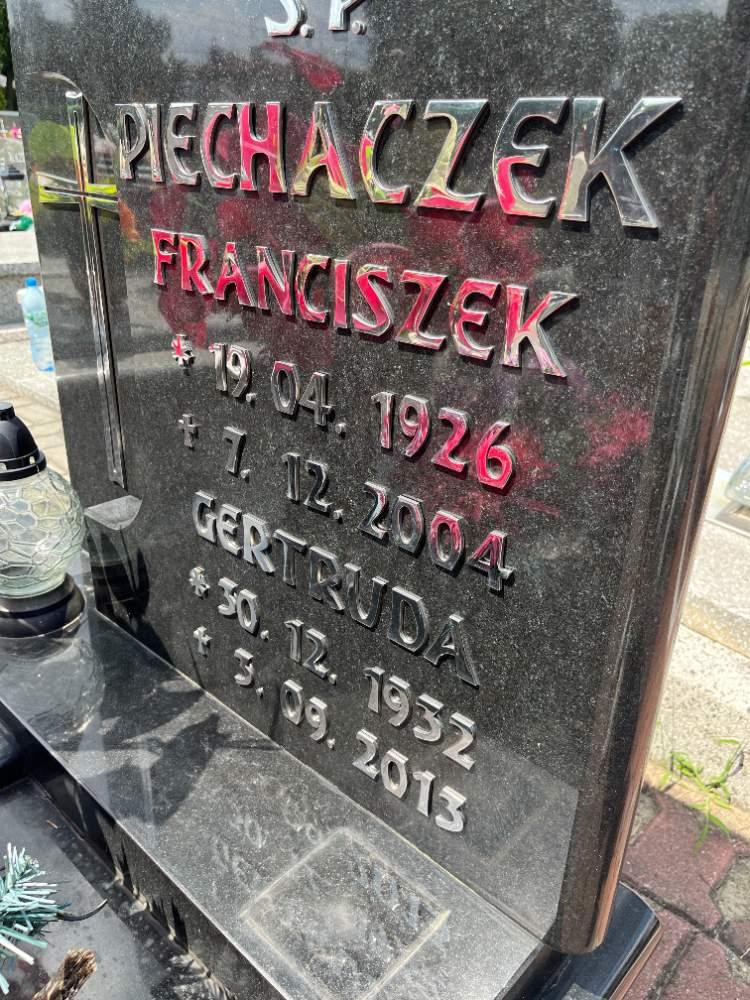 Ś.P.
PIECHACZEK
FRANCISZEK
* 19. 04. 1926
+ 7. 12. 2004
GERTRUDA
* 30. 12. 1932
+ 3. 09. 2013